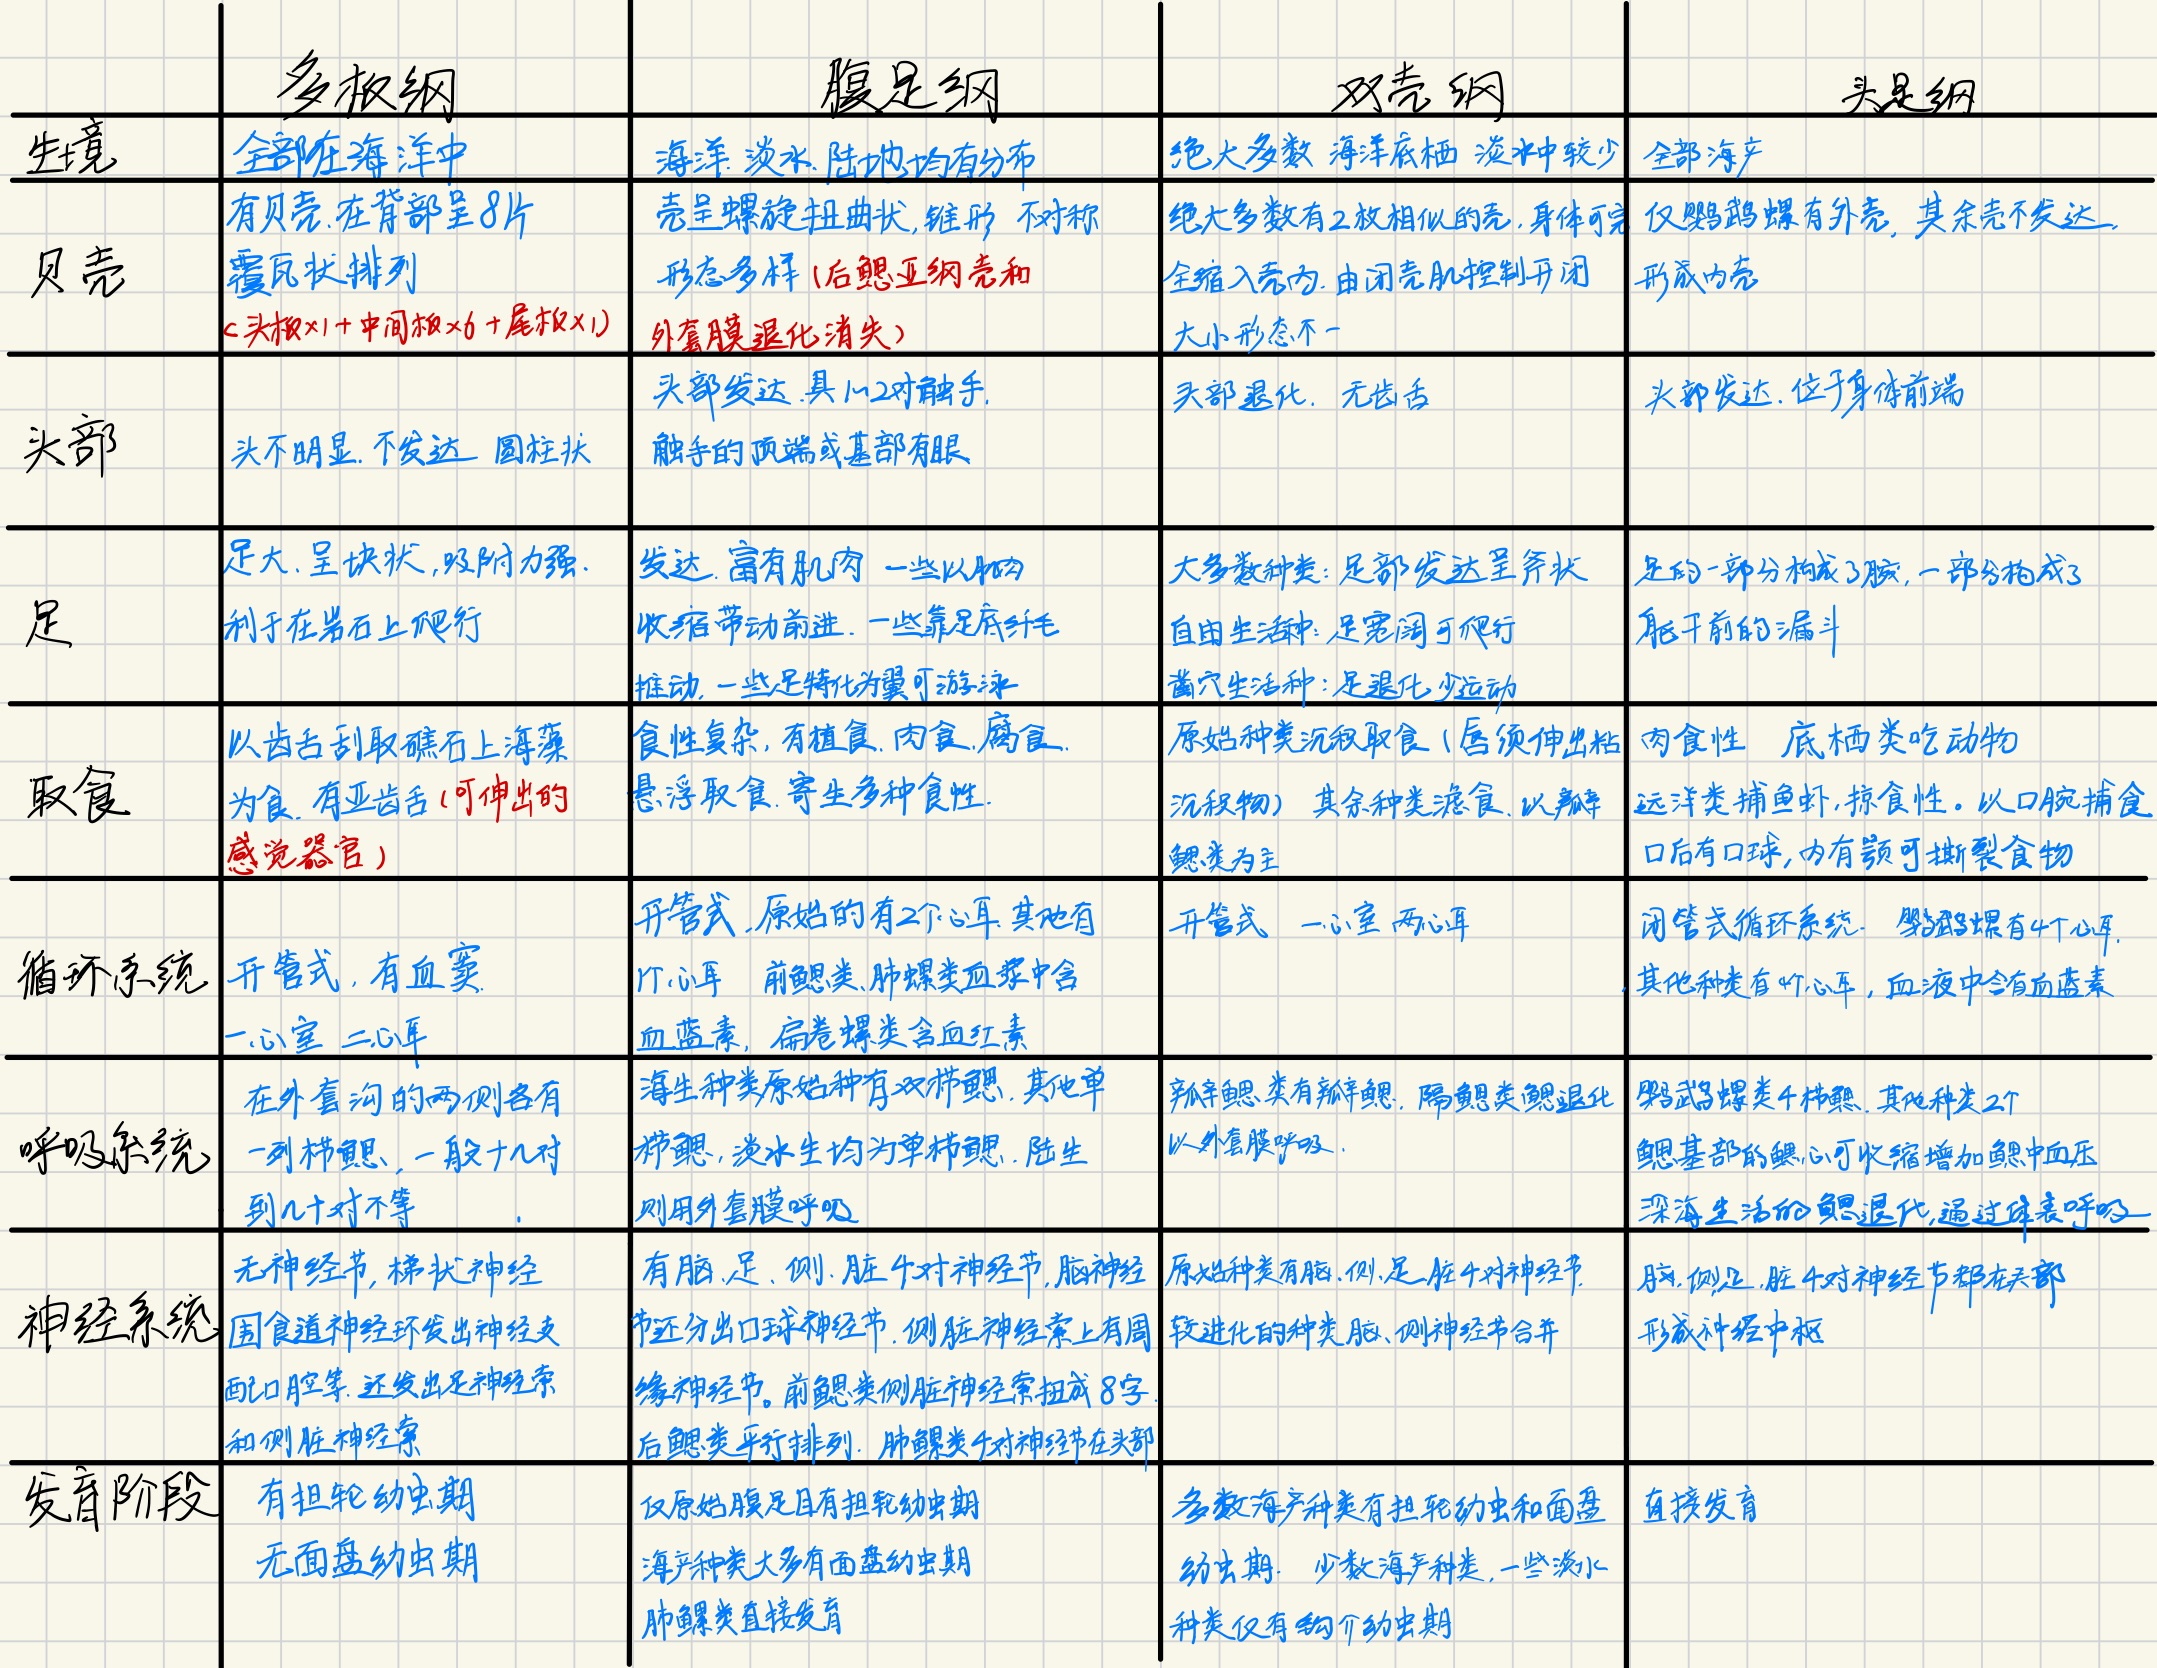 多板纲
腹足纲
双壳纲
头足纲
生境
全部在海洋中
海洋.淡水.陆地均有分布
绝大多数 海洋底栖 淡水中较少
全部海产
贝壳
有贝壳.在背部呈8片
覆瓦状排列
(头板×1+中间板×6+尾板×1)
壳呈螺旋扭曲状,锥形 不对称
形态多样(后鳃亚纲壳和
外套膜退化消失)
绝大多数有2枚相似的壳.身体可完
全缩入壳内.由闭壳肌控制开闭
大小形态不一
仅鹦鹉螺有外壳,其余壳不发达.
形成内壳
头部
头不明显.不发达 圆柱状
头部发达.具1~2对触手.
触手的顶端或基部有眼
头部退化. 无齿舌
头部发达.位于身体前端
足
足大.呈块状,吸附力强.
利于在岩石上爬行
发达.富有肌肉 一些以肌肉
收缩带动前进.一些靠足底纤毛
推动.一些足特化为翼可游泳
大多数种类:足部发达呈斧状
自由生活种:足宽阔可爬行
凿穴生活种:足退化少运动
足的一部分构成了腕,一部分构成了
躯干前的漏斗
取食
以齿舌刮取礁石上海藻
为食.有亚齿舌(可伸出的
感觉器官)
食性复杂,有植食.肉食.腐食.
悬浮取食.寄生多种食性.
原始种类沉积取食(唇须伸出粘
沉积物) 其余种类滤食.以瓣
鳃类为主
肉食性 底栖类吃动物
远洋类捕鱼虾,掠食性。以口腕捕食
口后有口球,内有颚可撕裂食物
循环系统
开管式,有血窦.
一心室 二心耳
开管式,原始的有2个心耳.其他有
1个心耳 前鳃类、肺螺类血浆中含
血蓝素, 扁卷螺类含血红素
开管式 一心室 两心耳
闭管式循环系统. 鹦鹉螺有4个心耳.
其他种类有4个心耳,血液中含有血蓝素
呼吸系统
在外套沟的两侧各有
一列栉鳃,一般十几对
到几十对不等
海生种类原始种有双栉鳃.其他单
栉鳃,淡水生均为单栉鳃.陆生
则用外套膜呼吸
瓣鳃类有瓣鳃.隔鳃类鳃退化
以外套膜呼吸.
鹦鹉螺类4栉鳃.其他种类2个
鳃基部的鳃心可收缩增加鳃中血压
深海生活的鳃退化,通过体表呼吸
神经系统
无神经节,梯状神经
围食道神经环发出神经支
配口腔等.还发出足神经索
和侧脏神经索
有脑、足、侧、脏4对神经节,脑神经
节还分出口球神经节.侧脏神经索上有周
缘神经节。前鳃类侧脏神经索扭成8字.
后鳃类平行排列. 肺螺类4对神经节在头部
原始种类有脑、侧、足、脏4对神经节.
较进化的种类脑、侧神经节合并
脑、侧、足、脏4对神经节都在头部
形成神经中枢
发育阶段
有担轮幼虫期
无面盘幼虫期
仅原始腹足目有担轮幼虫期
海产种类大多有面盘幼虫期
肺螺类直接发育
多数海产种类有担轮幼虫和面盘
幼虫期. 少数海产种类,一些淡水
种类仅有钩介幼虫期
直接发育